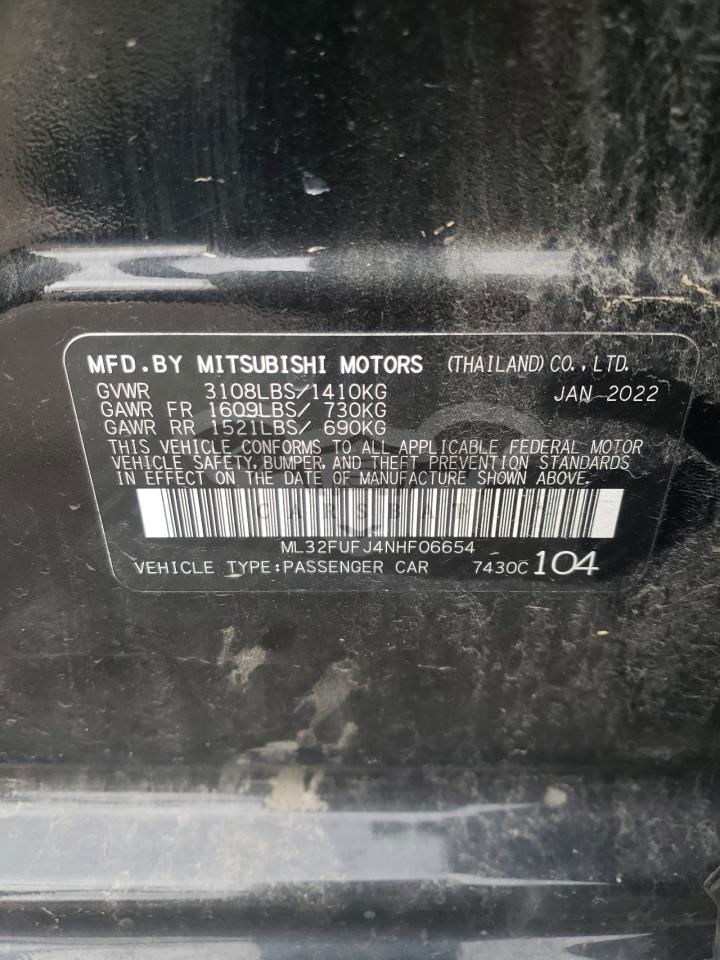 MFD.BY MITSUBISHI MOTORS (THAILAND)CO.,LTD.
GVWR 3108LBS/1410KG JAN 2022
GAWR FR 1609LBS/ 730KG
GAWR RR 1521LBS/ 690KG
THIS VEHICLE CONFORMS TO ALL APPLICABLE FEDERAL MOTOR
VEHICLE SAFETY, BUMPER, AND THEFT PREVENTION STANDARDS
IN EFFECT ON THE DATE OF MANUFACTURE SHOWN ABOVE.
ML32FUFJ4NHF06654
VEHICLE TYPE:PASSENGER CAR 7430C 104